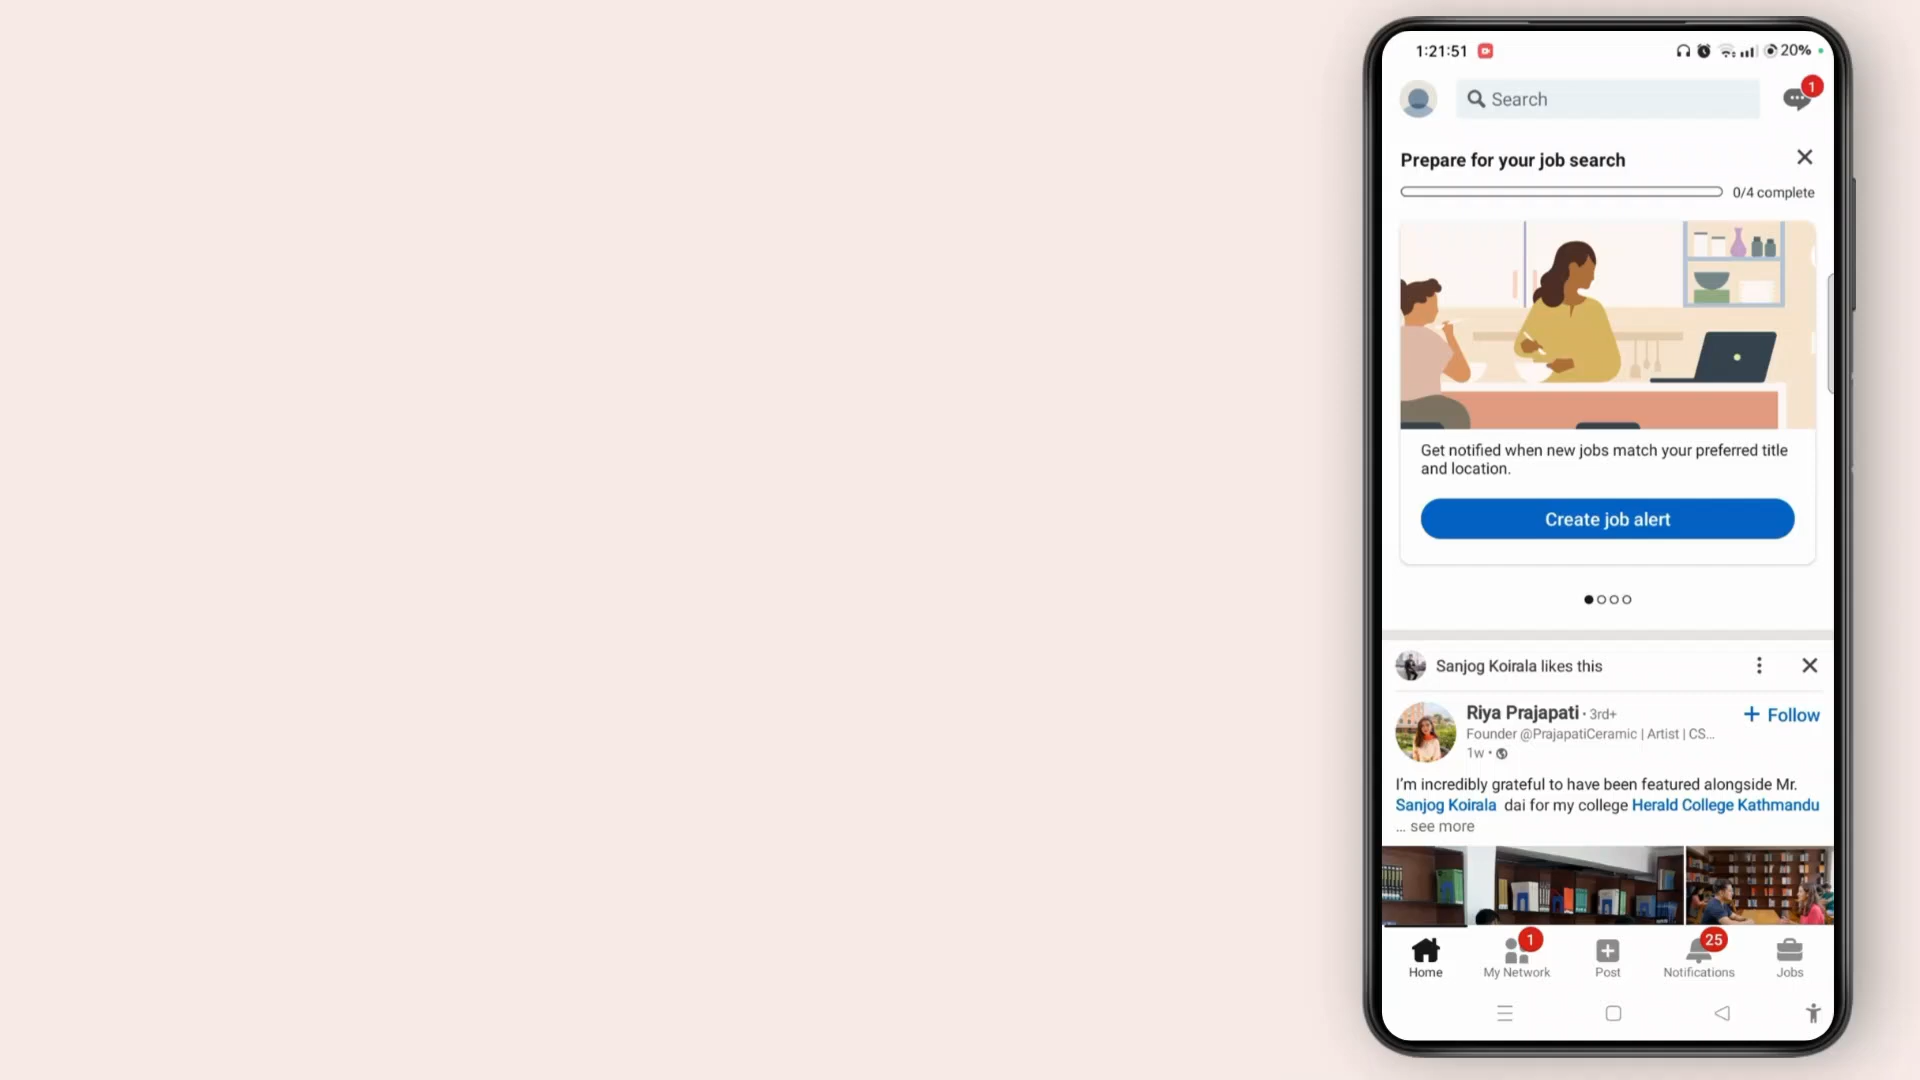 1:21:51
20%
Search
1
Prepare for your job search
0/4 complete
Get notified when new jobs match your preferred title
and location.
Create job alert
Sanjog Koirala likes this
Riya Prajapati • 3rd+
+ Follow
Founder @PrajapatiCeramic | Artist | CS...
1w •
I'm incredibly grateful to have been featured alongside Mr.
Sanjog Koirala dai for my college Herald College Kathmandu
... see more
1
25
Home
My Network
Post
Notifications
Jobs